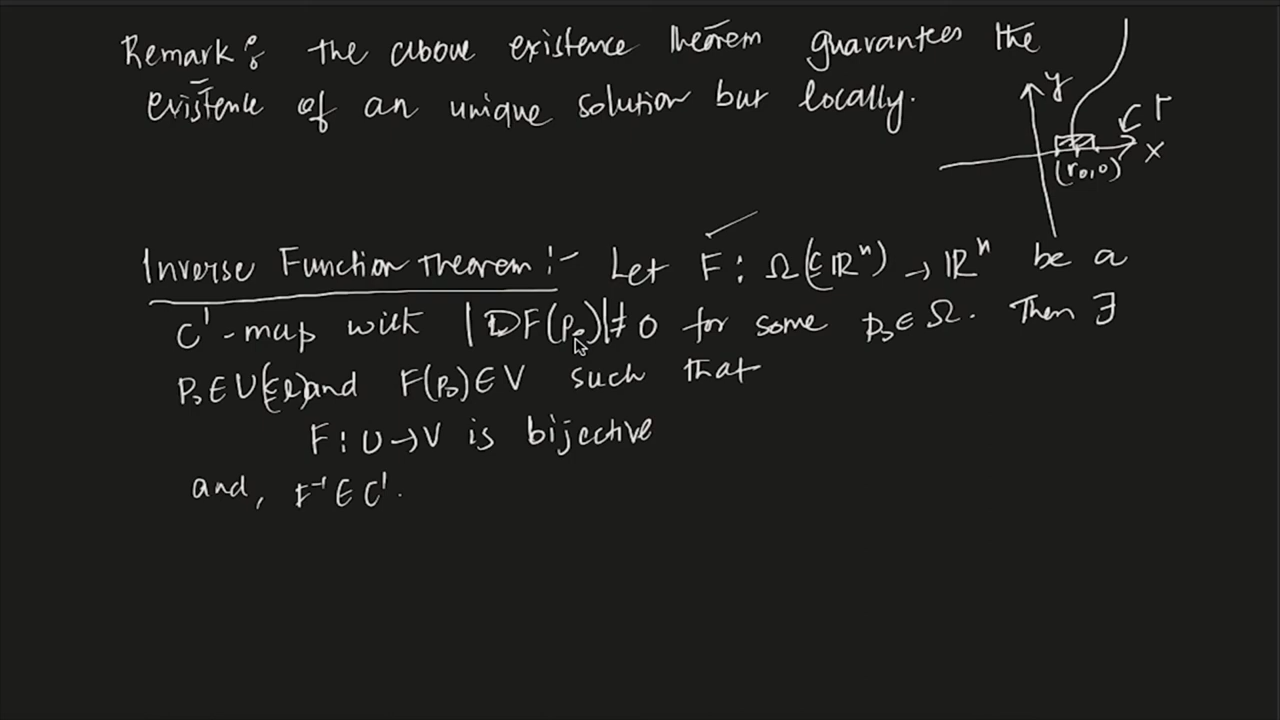 Remark: the above existence theorem guarantees the
existence of an unique solution but locally.
y
Γ
x
(r₀,0)
Inverse Function Theorem :- Let F : Ω(⊆ℝⁿ) → ℝⁿ be a
C¹-map with |DF(p₀)| ≠ 0 for some p₀ ∈ Ω. Then ∃
p₀ ∈ U(⊆Ω) and F(p₀) ∈ V such that
F : U → V is bijective
and, F⁻¹ ∈ C¹.